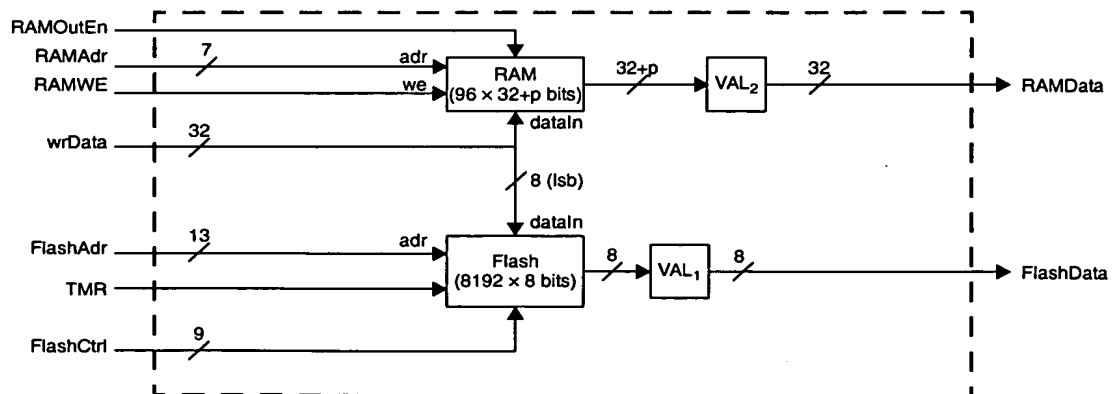 RAMOutEn
RAMAdr 7 adr
RAMWE we
RAM
(96 × 32+p bits)
32+p VAL₂ 32 RAMData
dataIn
wrData 32
8 (lsb)
dataIn
FlashAdr 13 adr
Flash
(8192 × 8 bits)
8 VAL₁ 8 FlashData
TMR
FlashCtrl 9